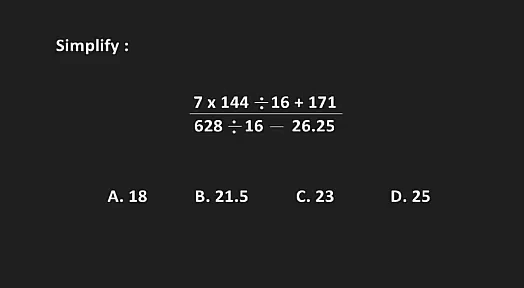 Simplify :
7 x 144 ÷ 16 + 171
628 ÷ 16 — 26.25
A. 18 B. 21.5 C. 23 D. 25